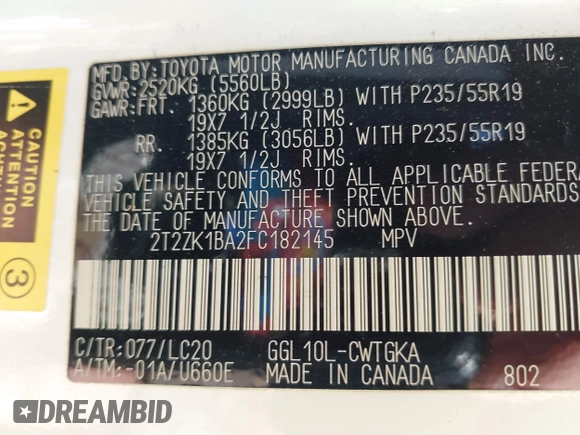 MFD.BY:TOYOTA MOTOR MANUFACTURING CANADA INC.
GVWR:2520KG (5560LB)
GAWR:FRT. 1360KG (2999LB) WITH P235/55R19
19X7 1/2J RIMS.
RR. 1385KG (3056LB) WITH P235/55R19
19X7 1/2J RIMS.
THIS VEHICLE CONFORMS TO ALL APPLICABLE FEDERA
VEHICLE SAFETY AND THEFT PREVENTION STANDARDS
THE DATE OF MANUFACTURE SHOWN ABOVE.
2T2ZK1BA2FC182145 MPV
C/TR:077/LC20 GGL10L-CWTGKA
A/TM:-01A/U660E MADE IN CANADA 802
CAUTION
ATTENTION
3
DREAMBID